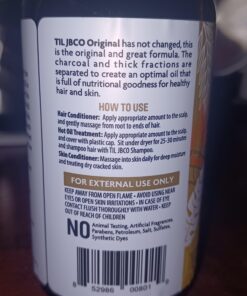 TIL JBCO Original has not changed, this
is the original and great formula. The
charcoal and thick fractions are
separated to create an optimal oil that
is full of nutritional goodness for healthy
hair and skin.
HOW TO USE
Hair Conditioner: Apply appropriate amount to the scalp,
and gently massage from root to ends of hair.
Hot Oil Treatment: Apply appropriate amount to the scalp,
and cover with plastic cap. Sit under dryer for 25-30 minutes
and shampoo hair with TIL JBCO Shampoo.
Skin Conditioner: Massage into skin daily for deep moisture
and treating dry cracked skin.
FOR EXTERNAL USE ONLY
KEEP AWAY FROM OPEN FLAME • AVOID USING NEAR
EYES OR OPEN SKIN IRRITATIONS • IN CASE OF EYE
CONTACT FLUSH THOROUGHLY WITH WATER • KEEP
OUT OF REACH OF CHILDREN
NO Animal Testing, Artificial Fragrances,
Parabens, Petroleum, Salt, Sulfates,
Synthetic Dyes
52986 00801